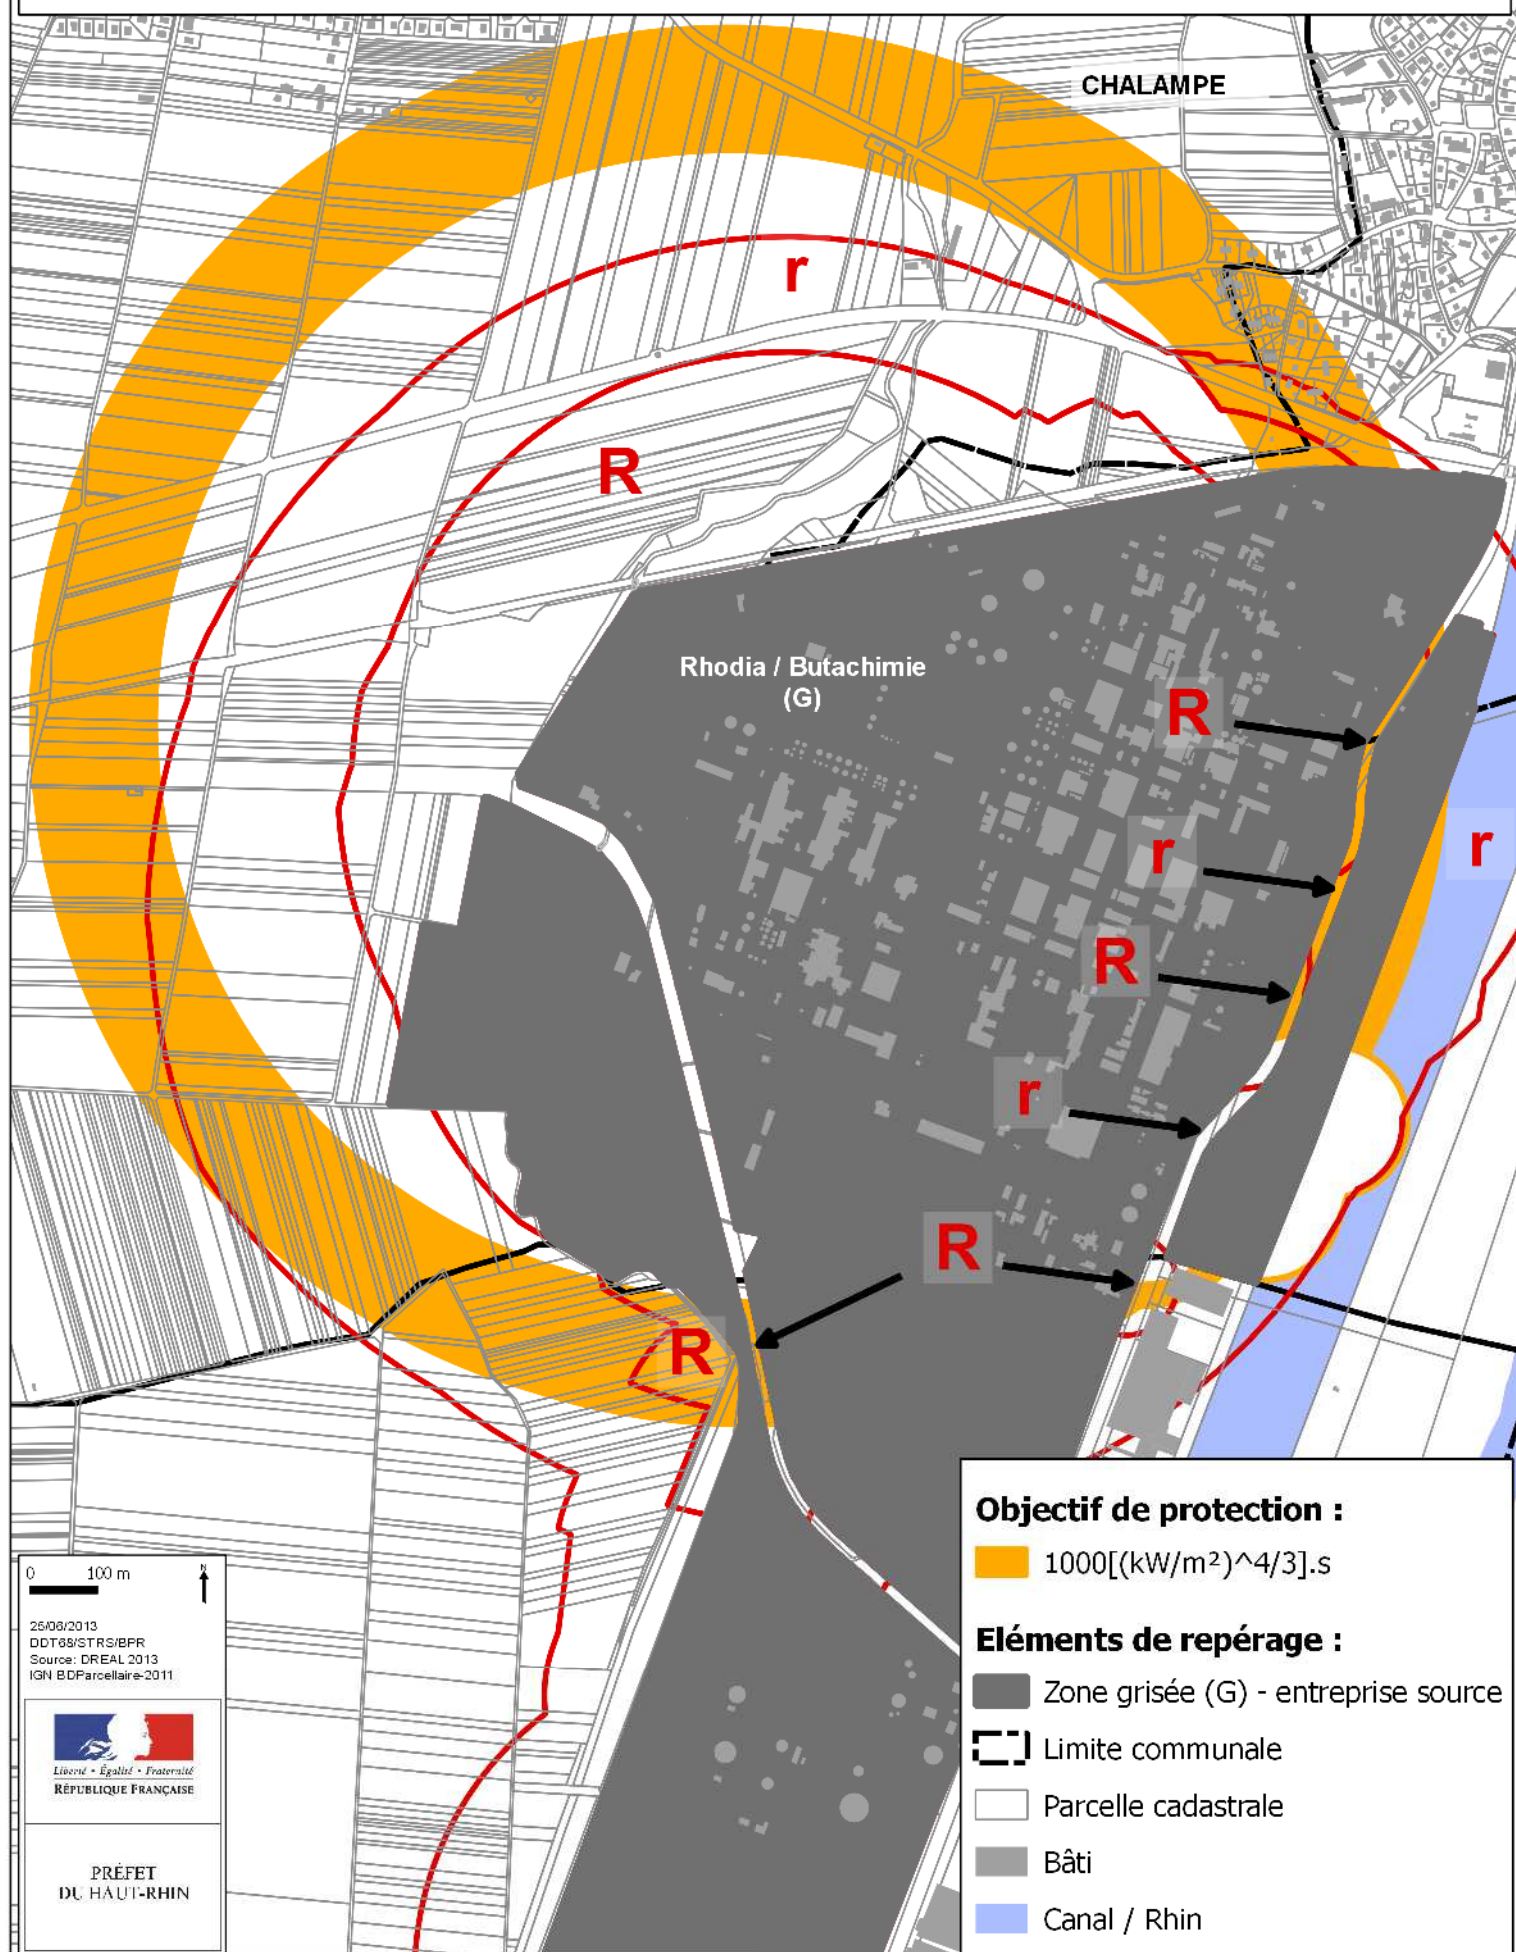 CHALAMPE
r
R
Rhodia / Butachimie
(G)
R
r
r
R
r
R
R
Objectif de protection :
1000[(kW/m²)^4/3].s
Eléments de repérage :
Zone grisée (G) - entreprise source
Limite communale
Parcelle cadastrale
Bâti
Canal / Rhin
0 100 m
N
25/06/2013
DDT68/STRS/BPR
Source: DREAL 2013
IGN BDParcellaire-2011
Liberté • Égalité • Fraternité
RÉPUBLIQUE FRANÇAISE
PRÉFET
DU HAUT-RHIN